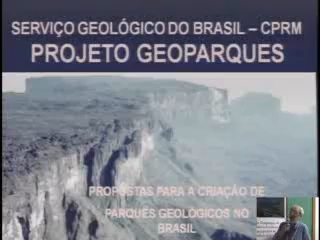 SERVIÇO GEOLÓGICO DO BRASIL – CPRM
PROJETO GEOPARQUES
PROPOSTAS PARA A CRIAÇÃO DE
PARQUES GEOLÓGICOS NO
BRASIL